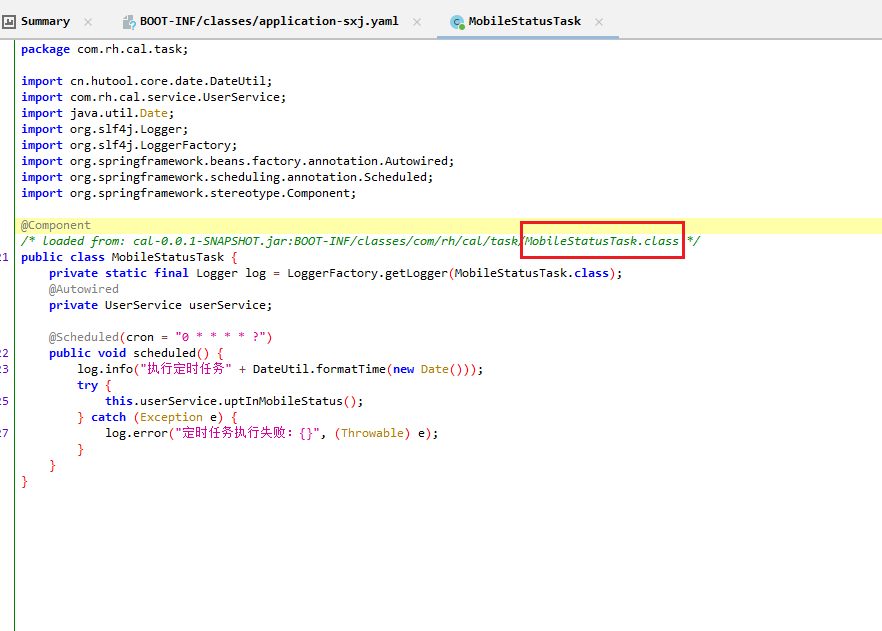 Summary BOOT-INF/classes/application-sxj.yaml MobileStatusTask
package com.rh.cal.task;
import cn.hutool.core.date.DateUtil;
import com.rh.cal.service.UserService;
import java.util.Date;
import org.slf4j.Logger;
import org.slf4j.LoggerFactory;
import org.springframework.beans.factory.annotation.Autowired;
import org.springframework.scheduling.annotation.Scheduled;
import org.springframework.stereotype.Component;
@Component
/* loaded from: cal-0.0.1-SNAPSHOT.jar:BOOT-INF/classes/com/rh/cal/task/MobileStatusTask.class */
21 public class MobileStatusTask {
private static final Logger log = LoggerFactory.getLogger(MobileStatusTask.class);
@Autowired
private UserService userService;
@Scheduled(cron = "0 * * * * ?")
22 public void scheduled() {
23 log.info("执行定时任务" + DateUtil.formatTime(new Date()));
try {
25 this.userService.uptInMobileStatus();
} catch (Exception e) {
27 log.error("定时任务执行失败：{}", (Throwable) e);
}
}
}